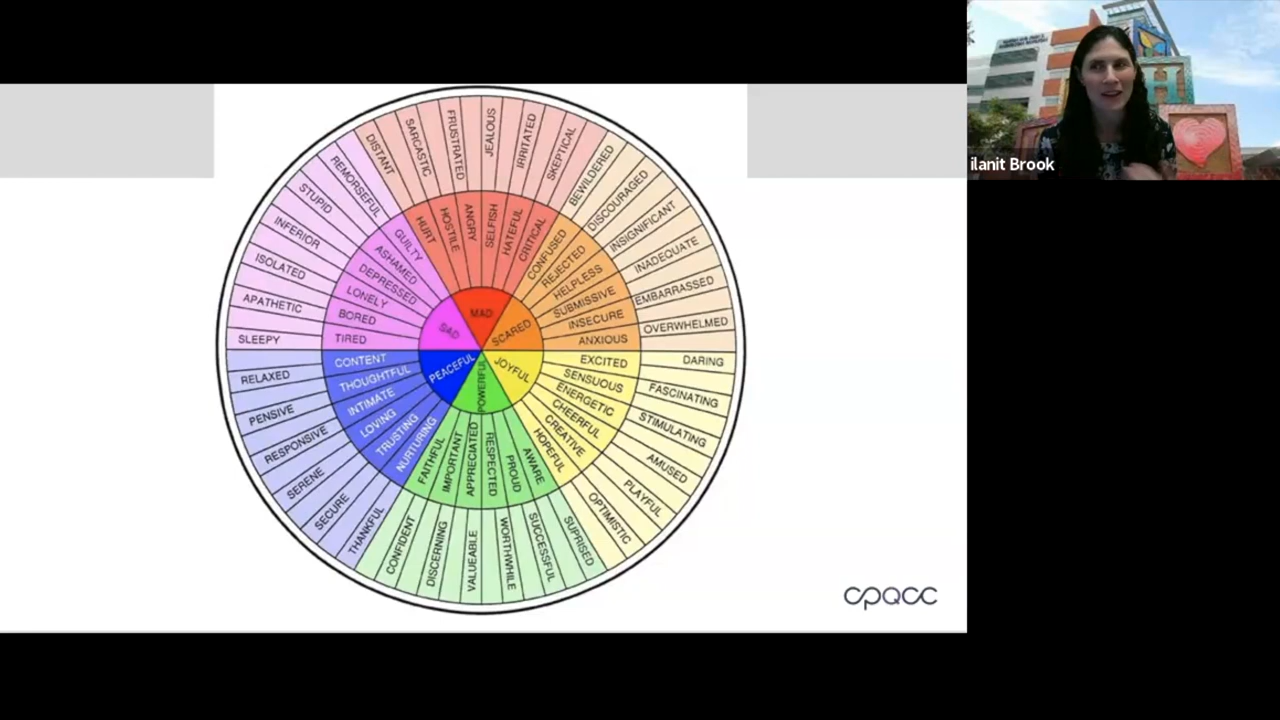 ilanit Brook
MAD
HURT
HOSTILE
ANGRY
SELFISH
HATEFUL
CRITICAL
DISTANT
SARCASTIC
FRUSTRATED
JEALOUS
IRRITATED
SKEPTICAL
SCARED
CONFUSED
REJECTED
HELPLESS
SUBMISSIVE
INSECURE
ANXIOUS
BEWILDERED
DISCOURAGED
INSIGNIFICANT
INADEQUATE
EMBARRASSED
OVERWHELMED
JOYFUL
EXCITED
SENSUOUS
ENERGETIC
CHEERFUL
CREATIVE
HOPEFUL
DARING
FASCINATING
STIMULATING
AMUSED
PLAYFUL
OPTIMISTIC
POWERFUL
AWARE
PROUD
RESPECTED
APPRECIATED
IMPORTANT
FAITHFUL
SUPRISED
SUCCESSFUL
WORTHWHILE
VALUEABLE
DISCERNING
CONFIDENT
PEACEFUL
NURTURING
TRUSTING
LOVING
INTIMATE
THOUGHTFUL
CONTENT
THANKFUL
SECURE
SERENE
RESPONSIVE
PENSIVE
RELAXED
SAD
TIRED
BORED
LONELY
DEPRESSED
ASHAMED
GUILTY
SLEEPY
APATHETIC
ISOLATED
INFERIOR
STUPID
REMORSEFUL
cpqcc